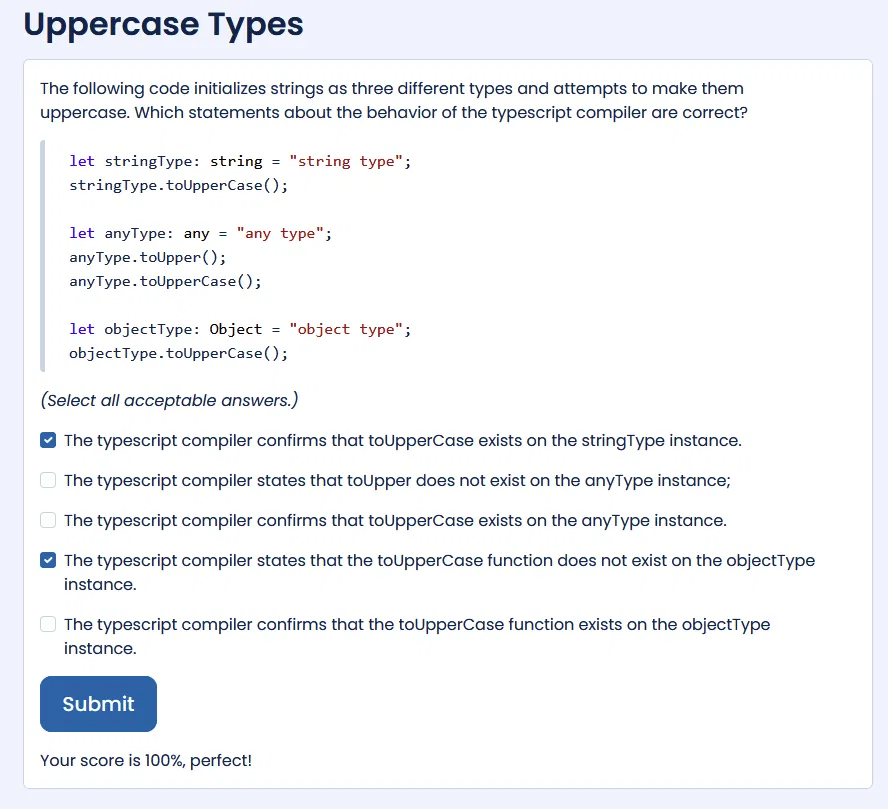 Uppercase Types
The following code initializes strings as three different types and attempts to make them
uppercase. Which statements about the behavior of the typescript compiler are correct?
let stringType: string = "string type";
stringType.toUpperCase();
let anyType: any = "any type";
anyType.toUpper();
anyType.toUpperCase();
let objectType: Object = "object type";
objectType.toUpperCase();
(Select all acceptable answers.)
The typescript compiler confirms that toUpperCase exists on the stringType instance.
The typescript compiler states that toUpper does not exist on the anyType instance;
The typescript compiler confirms that toUpperCase exists on the anyType instance.
The typescript compiler states that the toUpperCase function does not exist on the objectType
instance.
The typescript compiler confirms that the toUpperCase function exists on the objectType
instance.
Submit
Your score is 100%, perfect!